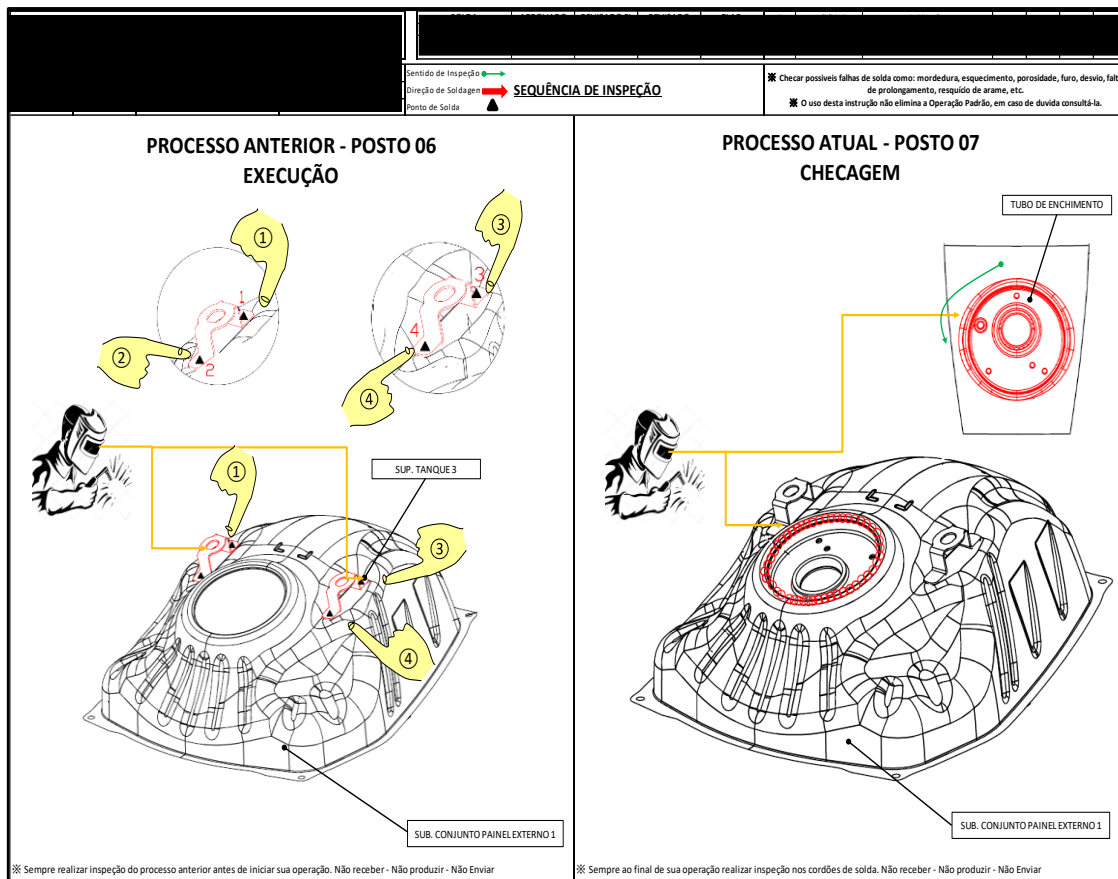 Sentido de Inspeção
Direção de Soldagem
Ponto de Solda
SEQUÊNCIA DE INSPEÇÃO
※ Checar possiveis falhas de solda como: mordedura, esquecimento, porosidade, furo, desvio, falt
de prolongamento, resquício de arame, etc.
※ O uso desta instrução não elimina a Operação Padrão, em caso de duvida consultá-la.
PROCESSO ANTERIOR - POSTO 06
EXECUÇÃO
①
③
1
3
②
2
4
④
①
SUP. TANQUE 3
③
④
SUB. CONJUNTO PAINEL EXTERNO 1
※ Sempre realizar inspeção do processo anterior antes de iniciar sua operação. Não receber - Não produzir - Não Enviar
PROCESSO ATUAL - POSTO 07
CHECAGEM
TUBO DE ENCHIMENTO
SUB. CONJUNTO PAINEL EXTERNO 1
※ Sempre ao final de sua operação realizar inspeção nos cordões de solda. Não receber - Não produzir - Não Enviar